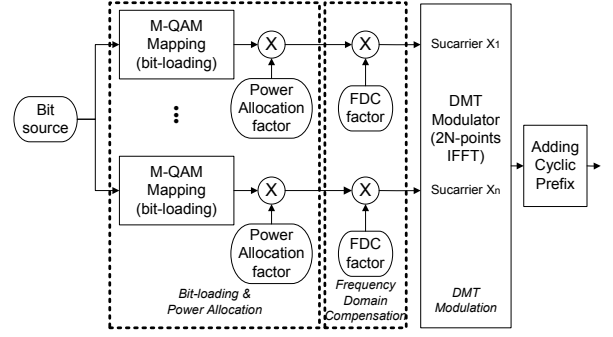 M-QAM
Mapping
(bit-loading)
X
X
Sucarrier X1
Power
Allocation
factor
FDC
factor
Bit
source
DMT
Modulator
(2N-points
IFFT)
Adding
Cyclic
Prefix
M-QAM
Mapping
(bit-loading)
X
X
Sucarrier Xn
Power
Allocation
factor
FDC
factor
Bit-loading &
Power Allocation
Frequency
Domain
Compensation
DMT
Modulation